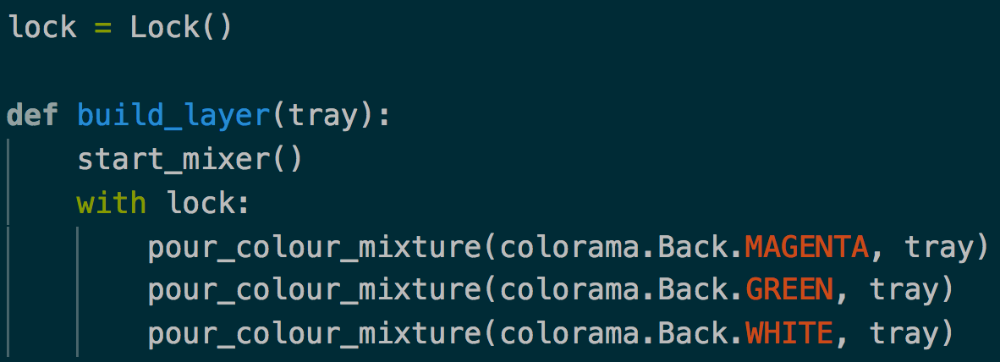 lock = Lock()
def build_layer(tray):
    start_mixer()
    with lock:
        pour_colour_mixture(colorama.Back.MAGENTA, tray)
        pour_colour_mixture(colorama.Back.GREEN, tray)
        pour_colour_mixture(colorama.Back.WHITE, tray)